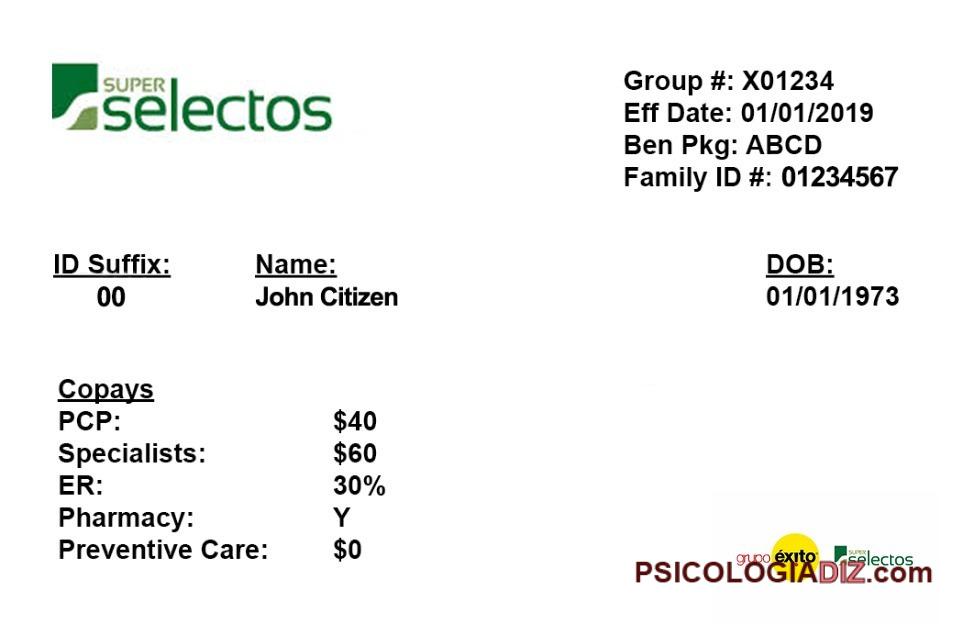 SUPER
selectos
Group #: X01234
Eff Date: 01/01/2019
Ben Pkg: ABCD
Family ID #: 01234567
ID Suffix: Name: DOB:
00 John Citizen 01/01/1973
Copays
PCP: $40
Specialists: $60
ER: 30%
Pharmacy: Y
Preventive Care: $0
grupo éxito SUPER selectos
PSICOLOGIADIZ.com